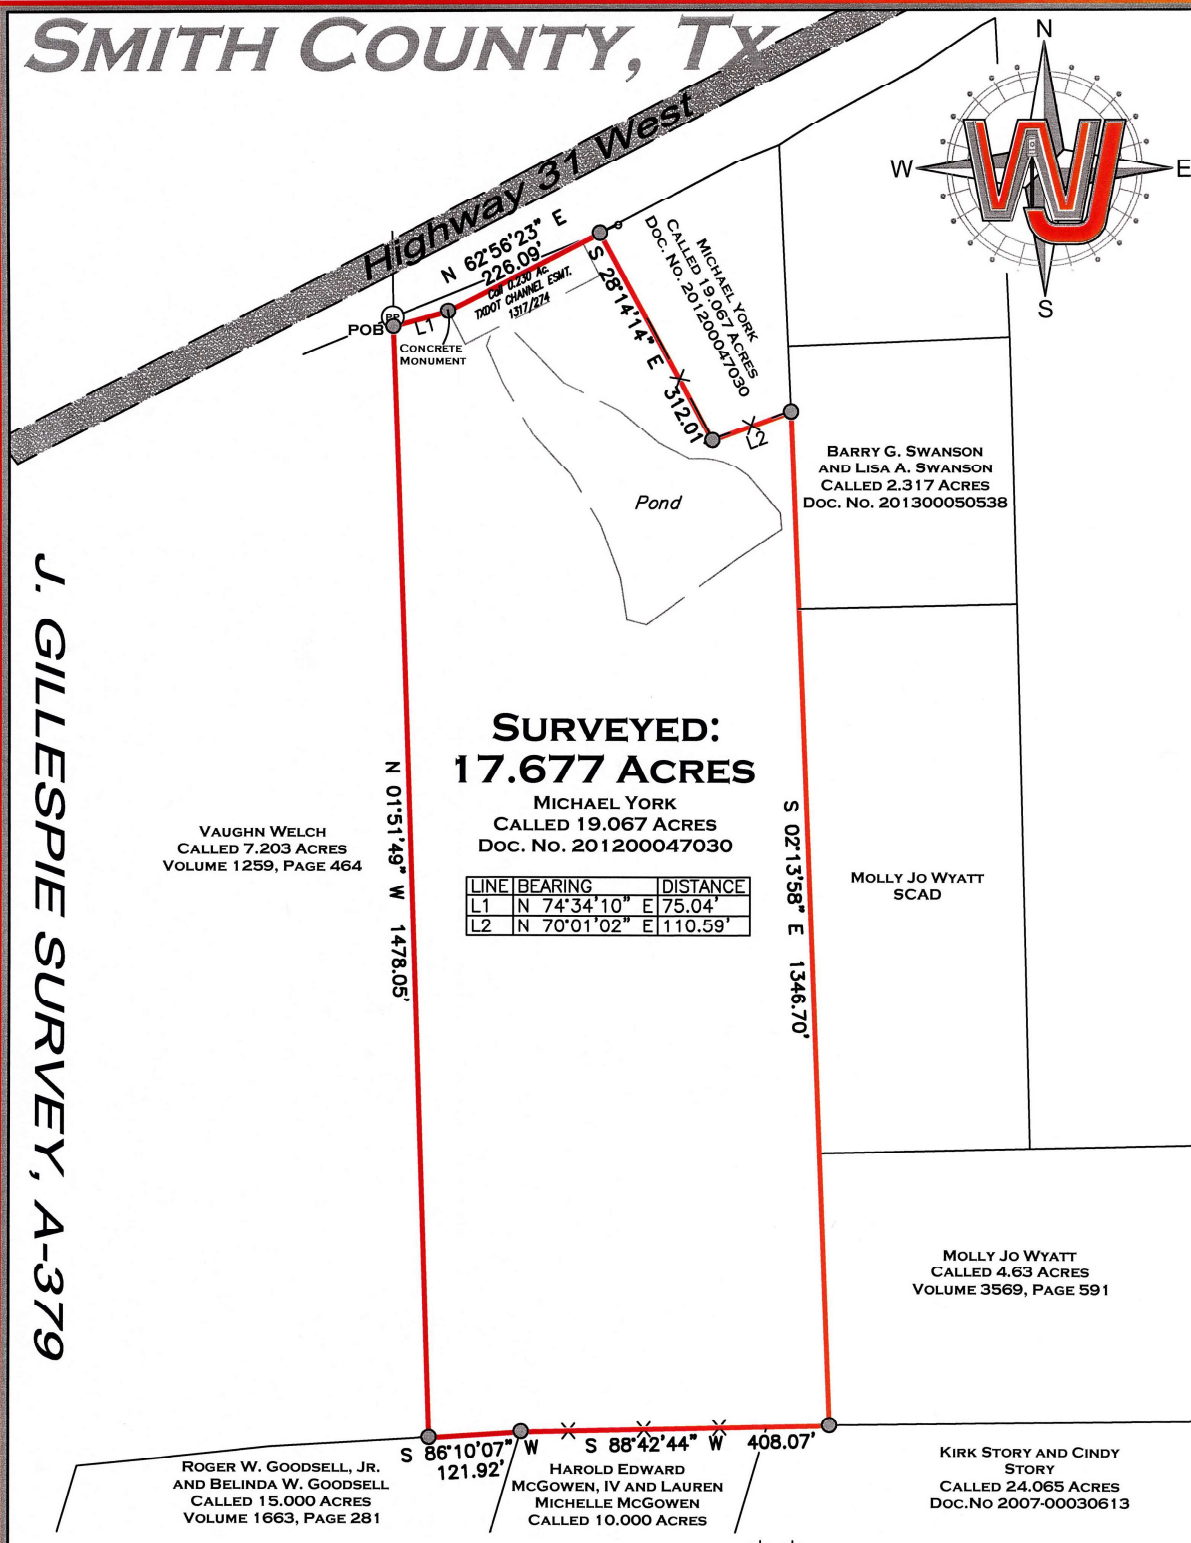 SMITH COUNTY, TX
N
W
E
S
WJ
Highway 31 West
N 62°56'23" E
226.09'
Call 0.230 Ac.
TXDOT CHANNEL ESMT.
1317/274
PP
POB
L1
CONCRETE
MONUMENT
S 28°14'14" E 312.01'
MICHAEL YORK
CALLED 19.067 ACRES
DOC. NO. 201200047030
L2
BARRY G. SWANSON
AND LISA A. SWANSON
CALLED 2.317 ACRES
DOC. NO. 201300050538
Pond
J. GILLESPIE SURVEY, A-379
SURVEYED:
17.677 ACRES
MICHAEL YORK
CALLED 19.067 ACRES
DOC. NO. 201200047030
LINE BEARING DISTANCE
L1 N 74°34'10" E 75.04'
L2 N 70°01'02" E 110.59'
N 01°51'49" W 1478.05'
VAUGHN WELCH
CALLED 7.203 ACRES
VOLUME 1259, PAGE 464
S 02°13'58" E 1346.70'
MOLLY JO WYATT
SCAD
MOLLY JO WYATT
CALLED 4.63 ACRES
VOLUME 3569, PAGE 591
S 86°10'07" W
121.92'
S 88°42'44" W 408.07'
ROGER W. GOODSELL, JR.
AND BELINDA W. GOODSELL
CALLED 15.000 ACRES
VOLUME 1663, PAGE 281
HAROLD EDWARD
MCGOWEN, IV AND LAUREN
MICHELLE MCGOWEN
CALLED 10.000 ACRES
KIRK STORY AND CINDY
STORY
CALLED 24.065 ACRES
DOC.NO 2007-00030613